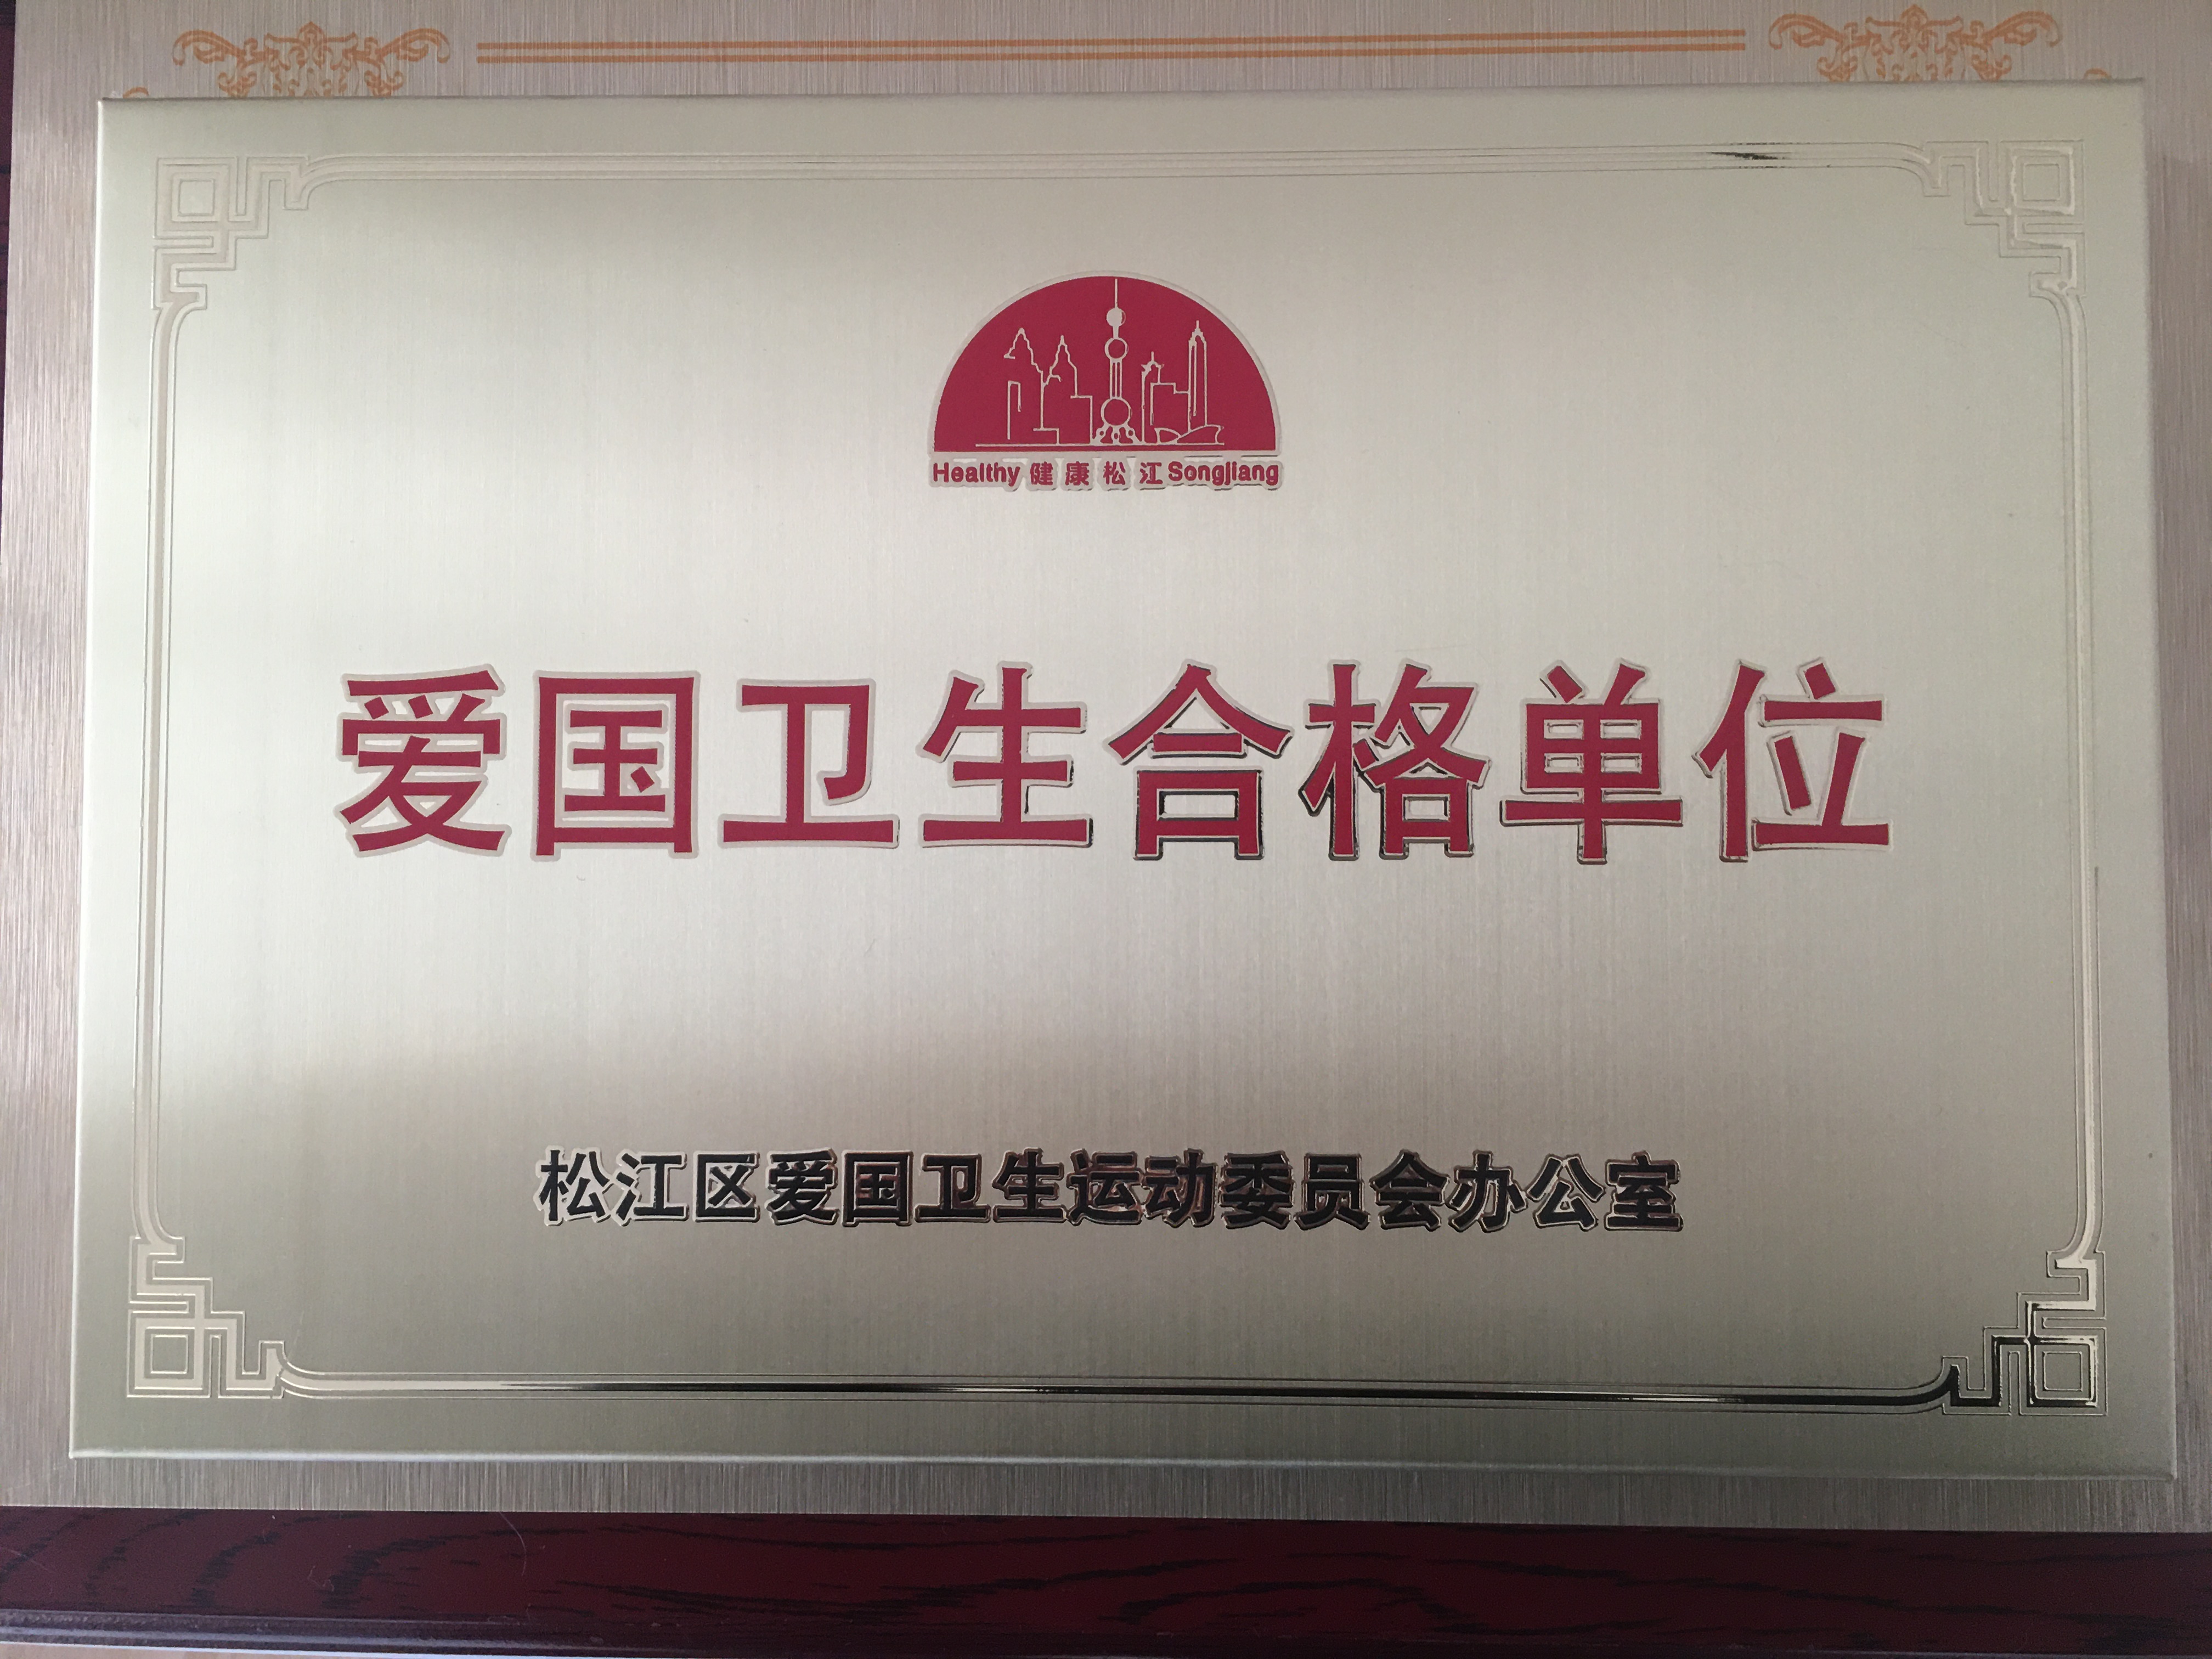 Healthy 健康松江 Songjiang
爱国卫生合格单位
松江区爱国卫生运动委员会办公室